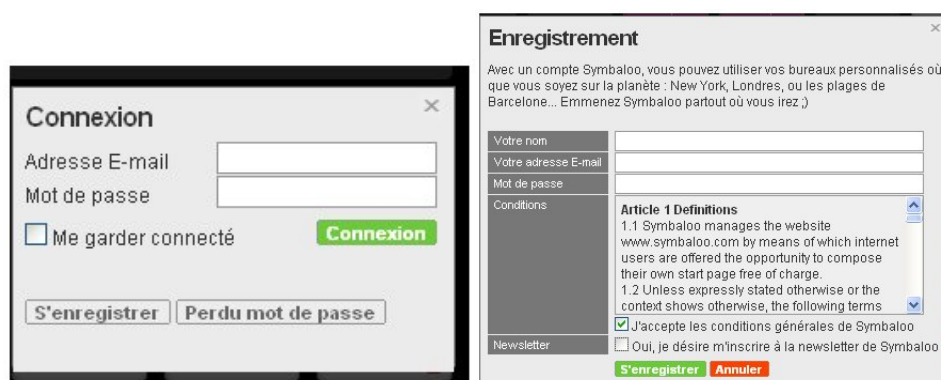 Connexion
Adresse E-mail
Mot de passe
Me garder connecté
Connexion
S'enregistrer
Perdu mot de passe
Enregistrement
Avec un compte Symbaloo, vous pouvez utiliser vos bureaux personnalisés où
que vous soyez sur la planète : New York, Londres, ou les plages de
Barcelone... Emmenez Symbaloo partout où vous irez ;)
Votre nom
Votre adresse E-mail
Mot de passe
Conditions
Article 1 Definitions
1.1 Symbaloo manages the website
www.symbaloo.com by means of which internet
users are offered the opportunity to compose
their own start page free of charge.
1.2 Unless expressly stated otherwise or the
context shows otherwise, the following terms
J'accepte les conditions générales de Symbaloo
Newsletter
Oui, je désire m'inscrire à la newsletter de Symbaloo
S'enregistrer
Annuler